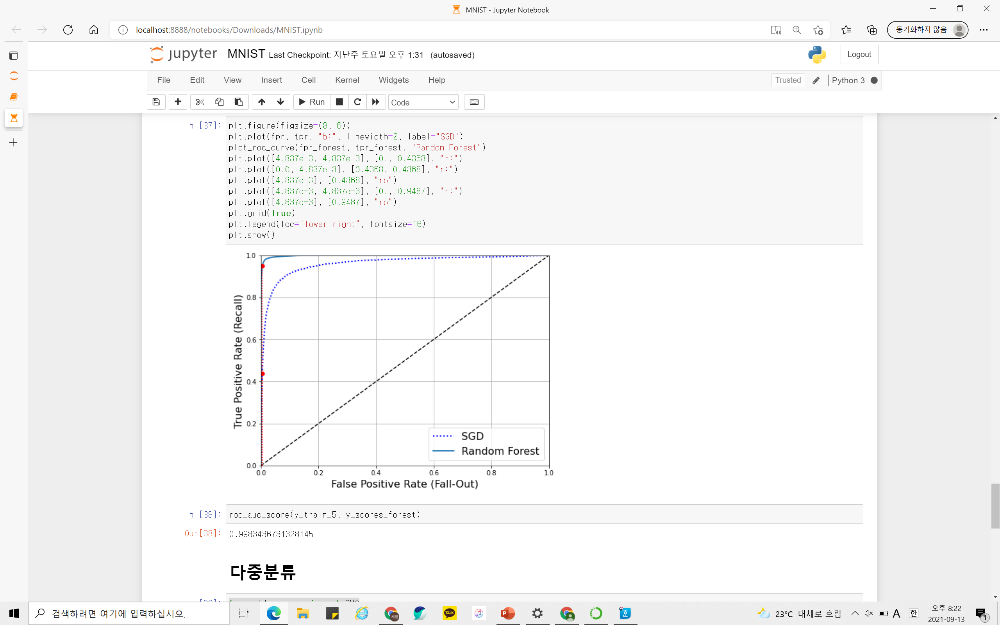 MNIST - Jupyter Notebook
localhost:8888/notebooks/Downloads/MNIST.ipynb
동기화하지 않음
jupyter MNIST Last Checkpoint: 지난주 토요일 오후 1:31 (autosaved)
Logout
File Edit View Insert Cell Kernel Widgets Help
Trusted Python 3
Run Code
In [37]:
plt.figure(figsize=(8, 6))
plt.plot(fpr, tpr, "b:", linewidth=2, label="SGD")
plot_roc_curve(fpr_forest, tpr_forest, "Random Forest")
plt.plot([4.837e-3, 4.837e-3], [0., 0.4368], "r:")
plt.plot([0.0, 4.837e-3], [0.4368, 0.4368], "r:")
plt.plot([4.837e-3], [0.4368], "ro")
plt.plot([4.837e-3, 4.837e-3], [0., 0.9487], "r:")
plt.plot([4.837e-3], [0.9487], "ro")
plt.grid(True)
plt.legend(loc="lower right", fontsize=16)
plt.show()
1.0
0.8
0.6
0.4
0.2
0.0
True Positive Rate (Recall)
SGD
Random Forest
0.0 0.2 0.4 0.6 0.8 1.0
False Positive Rate (Fall-Out)
In [38]: roc_auc_score(y_train_5, y_scores_forest)
Out[38]: 0.9983436731328145
다중분류
검색하려면 여기에 입력하십시오.
서영
TALK
P
23°C 대체로 흐림
A
한
오후 8:22
2021-09-13
1